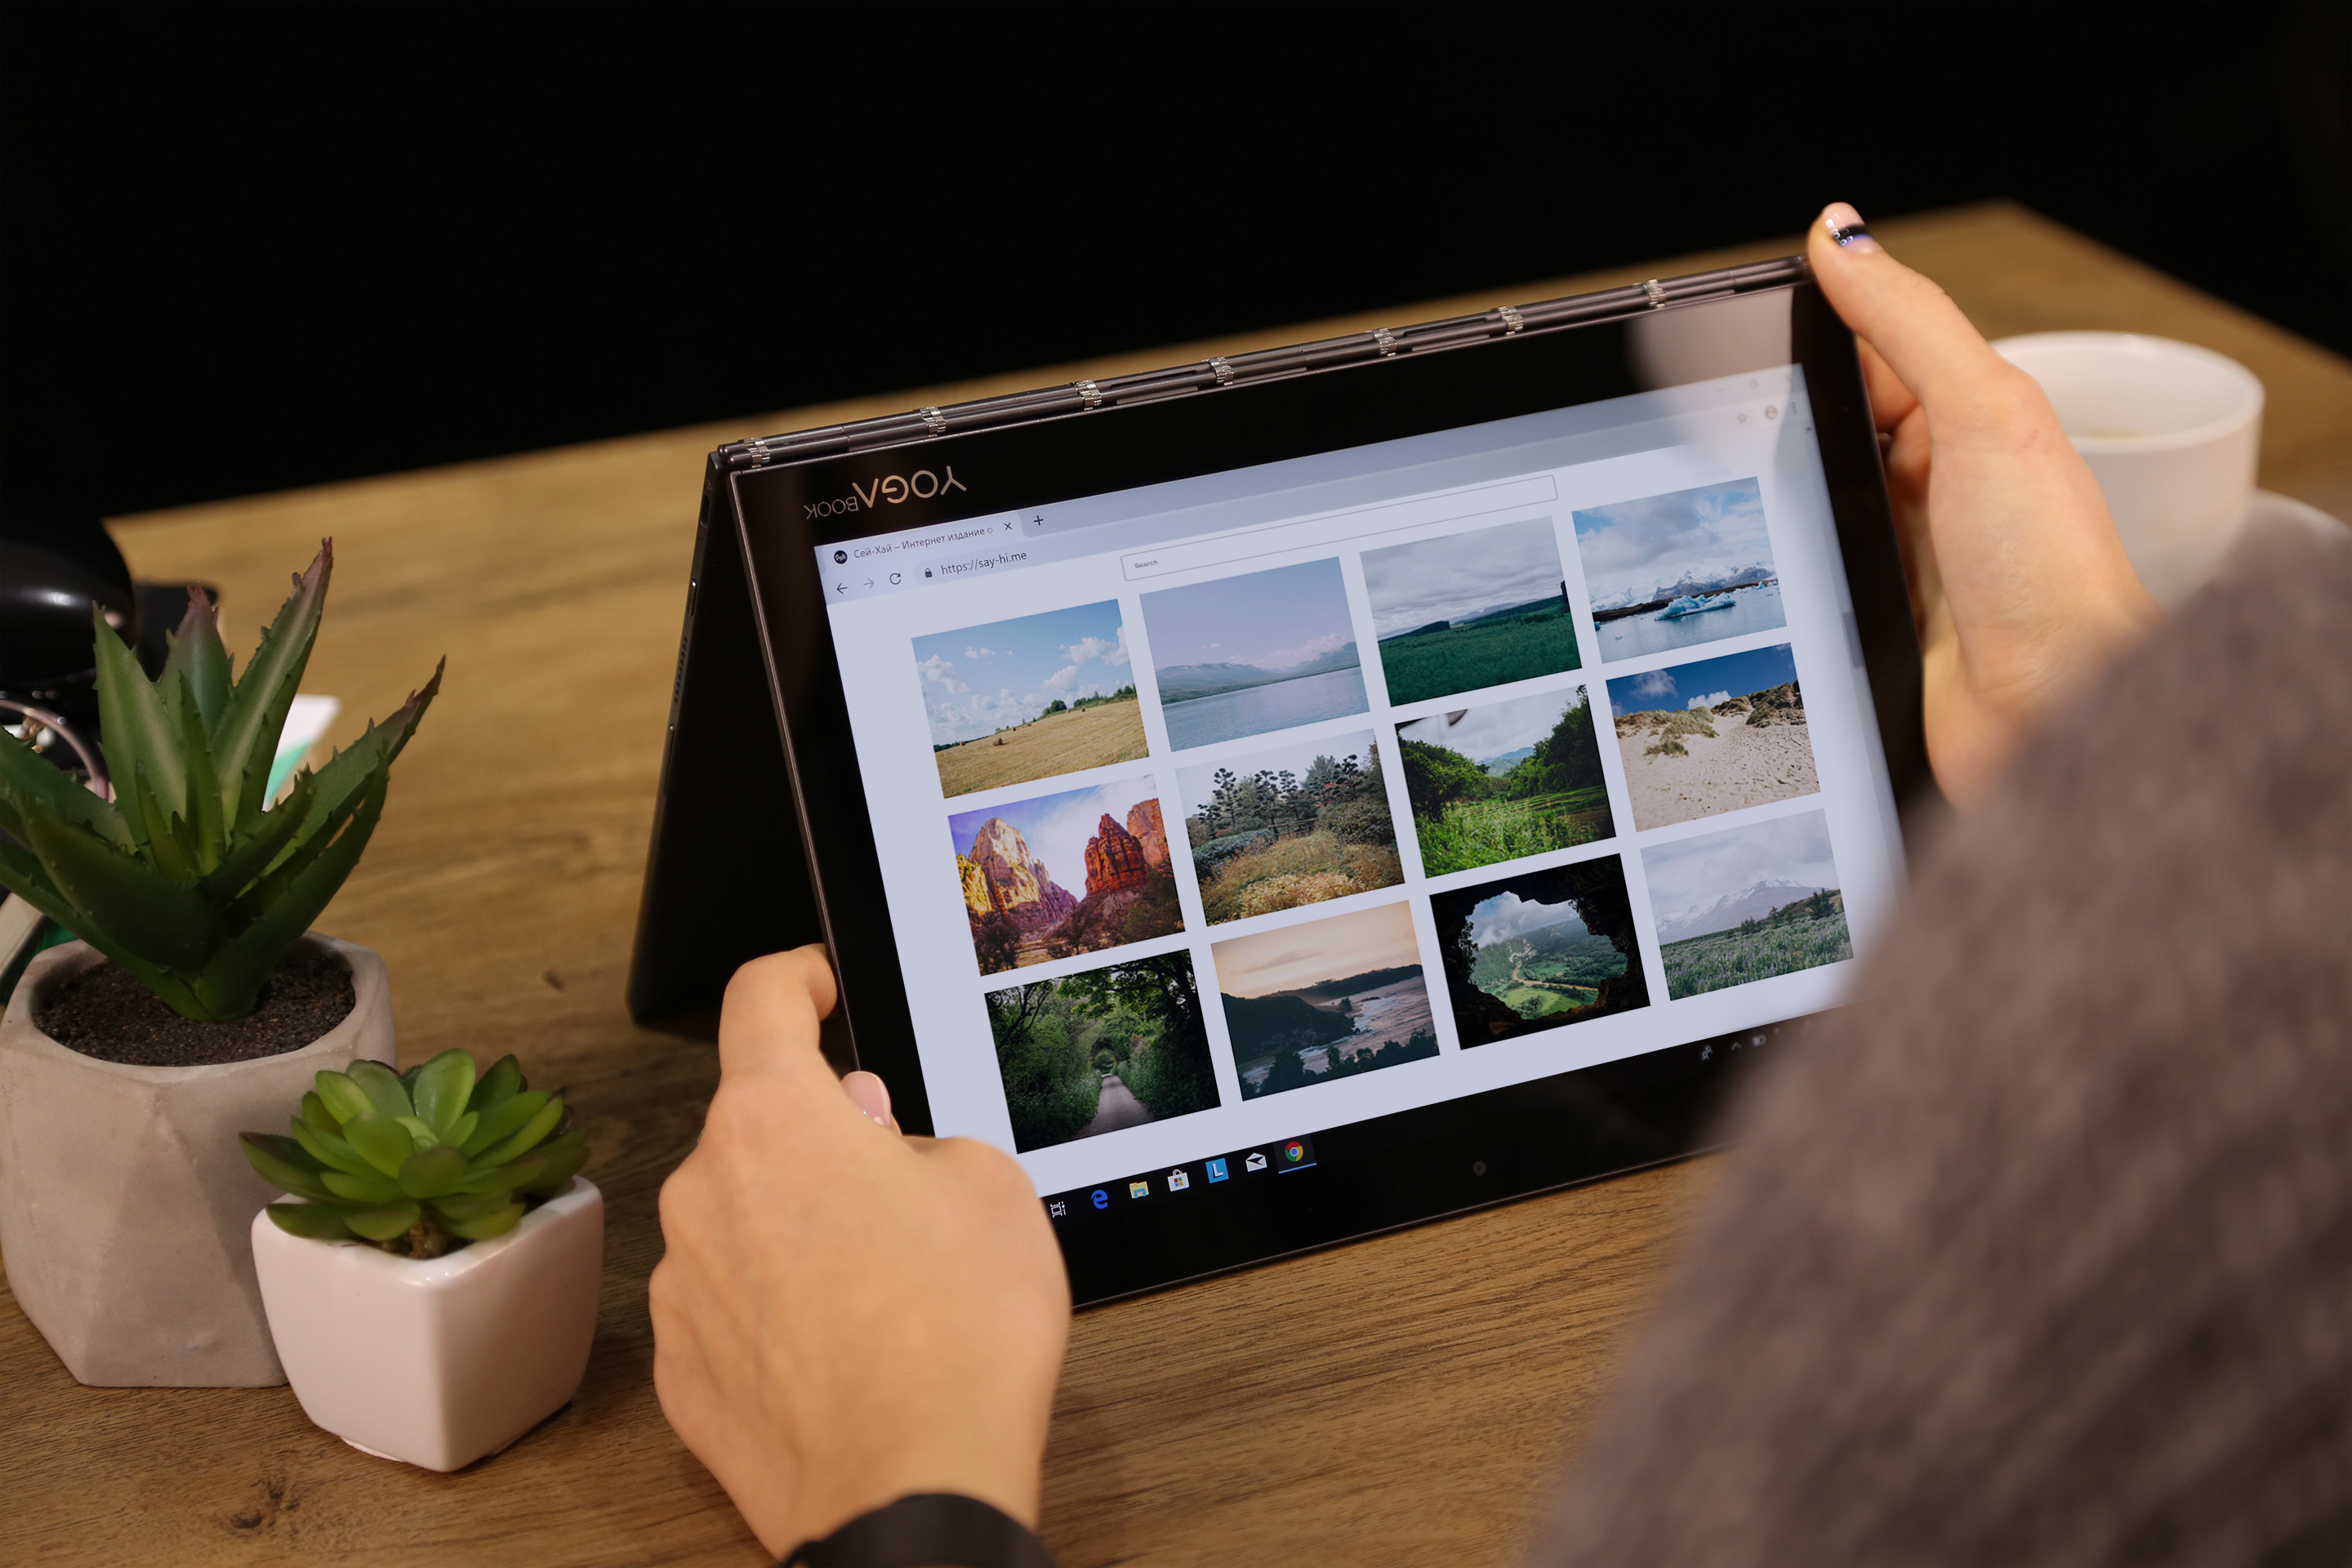 YOGA BOOK
Сей-Хай – Интернет издание о
https://say-hi.me
Search
L